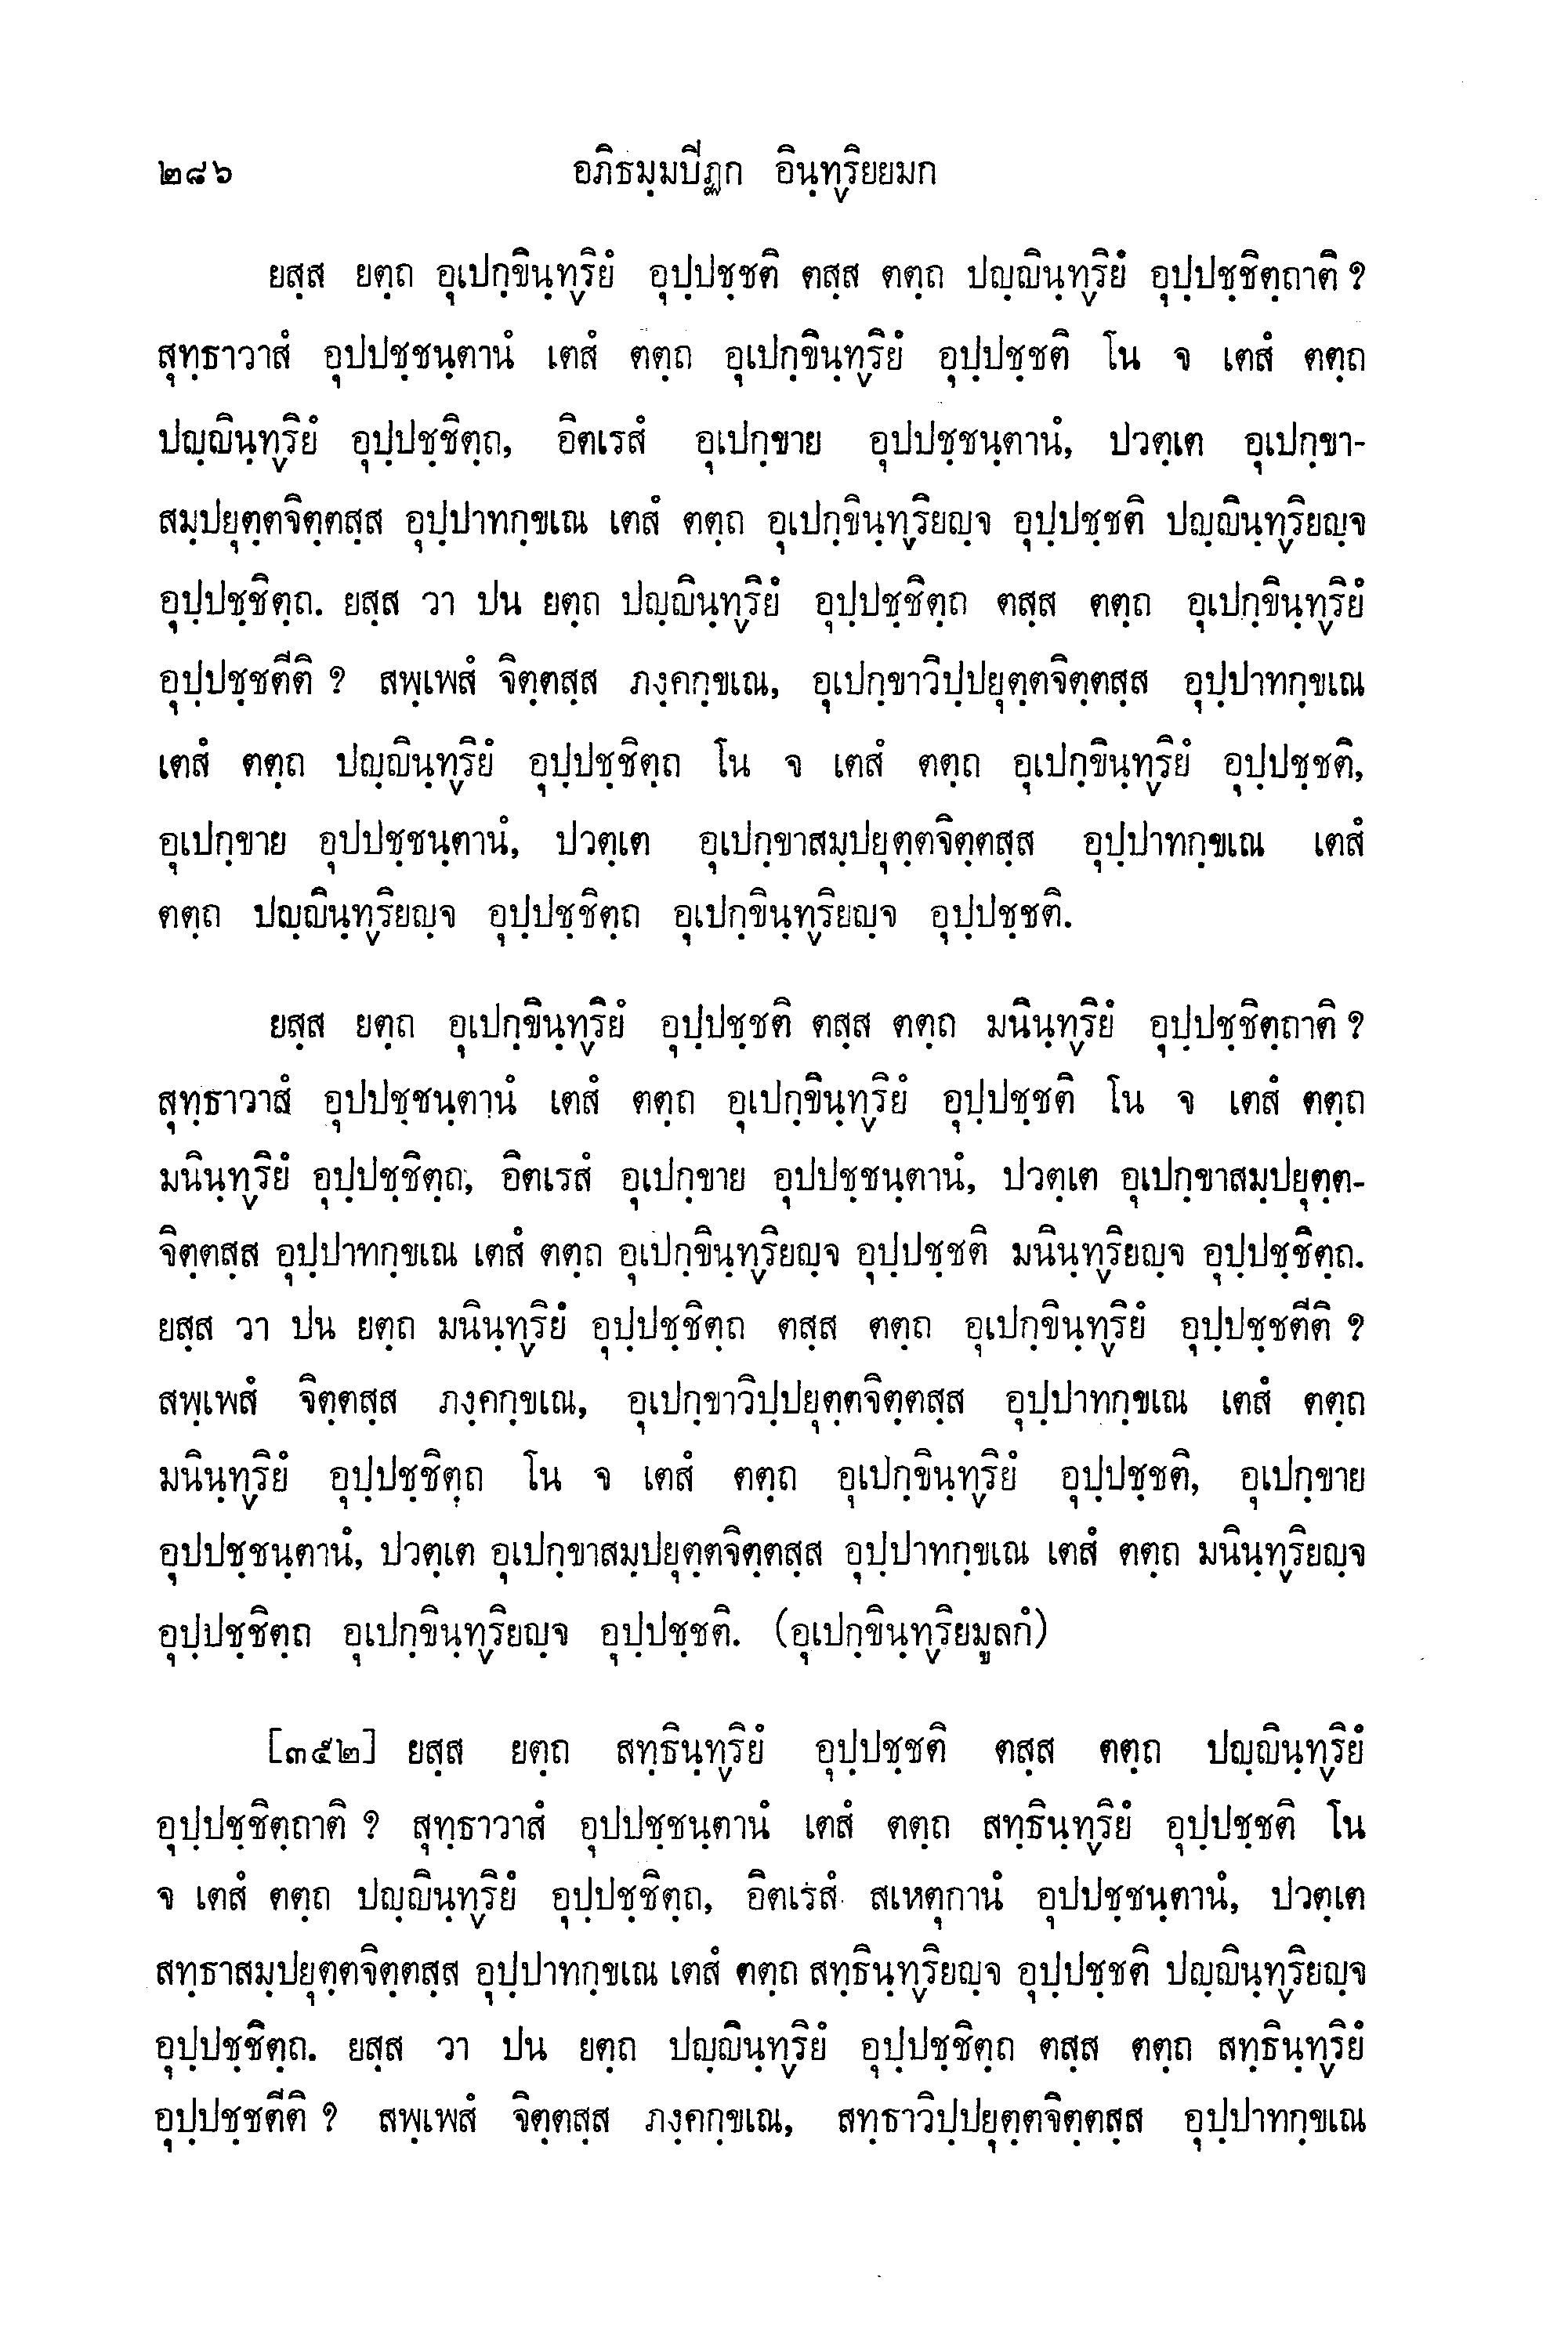 ๒๘๖ อภิธมฺมปีฏก อินฺทฺริยยมก
ยสฺส ยตฺถ อุเปกฺขินฺทฺริยํ อุปฺปชฺชติ ตสฺส ตตฺถ ปญฺญินฺทฺริยํ อุปฺปชฺชิตฺถาติ ?
สุทฺธาวาสํ อุปปชฺชนฺตานํ เตสํ ตตฺถ อุเปกฺขินฺทฺริยํ อุปฺปชฺชติ โน จ เตสํ ตตฺถ
ปญฺญินฺทฺริยํ อุปฺปชฺชิตฺถ, อิตเรสํ อุเปกฺขาย อุปปชฺชนฺตานํ, ปวตฺเต อุเปกฺขา-
สมฺปยุตฺตจิตฺตสฺส อุปฺปาทกฺขเณ เตสํ ตตฺถ อุเปกฺขินฺทฺริยญฺจ อุปฺปชฺชติ ปญฺญินฺทฺริยญฺจ
อุปฺปชฺชิตฺถ. ยสฺส วา ปน ยตฺถ ปญฺญินฺทฺริยํ อุปฺปชฺชิตฺถ ตสฺส ตตฺถ อุเปกฺขินฺทฺริยํ
อุปฺปชฺชตีติ ? สพฺเพสํ จิตฺตสฺส ภงฺคกฺขเณ, อุเปกฺขาวิปฺปยุตฺตจิตฺตสฺส อุปฺปาทกฺขเณ
เตสํ ตตฺถ ปญฺญินฺทฺริยํ อุปฺปชฺชิตฺถ โน จ เตสํ ตตฺถ อุเปกฺขินฺทฺริยํ อุปฺปชฺชติ,
อุเปกฺขาย อุปปชฺชนฺตานํ, ปวตฺเต อุเปกฺขาสมฺปยุตฺตจิตฺตสฺส อุปฺปาทกฺขเณ เตสํ
ตตฺถ ปญฺญินฺทฺริยญฺจ อุปฺปชฺชิตฺถ อุเปกฺขินฺทฺริยญฺจ อุปฺปชฺชติ.
ยสฺส ยตฺถ อุเปกฺขินฺทฺริยํ อุปฺปชฺชติ ตสฺส ตตฺถ มนินฺทฺริยํ อุปฺปชฺชิตฺถาติ ?
สุทฺธาวาสํ อุปปชฺชนฺตานํ เตสํ ตตฺถ อุเปกฺขินฺทฺริยํ อุปฺปชฺชติ โน จ เตสํ ตตฺถ
มนินฺทฺริยํ อุปฺปชฺชิตฺถ, อิตเรสํ อุเปกฺขาย อุปปชฺชนฺตานํ, ปวตฺเต อุเปกฺขาสมฺปยุตฺต-
จิตฺตสฺส อุปฺปาทกฺขเณ เตสํ ตตฺถ อุเปกฺขินฺทฺริยญฺจ อุปฺปชฺชติ มนินฺทฺริยญฺจ อุปฺปชฺชิตฺถ.
ยสฺส วา ปน ยตฺถ มนินฺทฺริยํ อุปฺปชฺชิตฺถ ตสฺส ตตฺถ อุเปกฺขินฺทฺริยํ อุปฺปชฺชตีติ ?
สพฺเพสํ จิตฺตสฺส ภงฺคกฺขเณ, อุเปกฺขาวิปฺปยุตฺตจิตฺตสฺส อุปฺปาทกฺขเณ เตสํ ตตฺถ
มนินฺทฺริยํ อุปฺปชฺชิตฺถ โน จ เตสํ ตตฺถ อุเปกฺขินฺทฺริยํ อุปฺปชฺชติ, อุเปกฺขาย
อุปปชฺชนฺตานํ, ปวตฺเต อุเปกฺขาสมฺปยุตฺตจิตฺตสฺส อุปฺปาทกฺขเณ เตสํ ตตฺถ มนินฺทฺริยญฺจ
อุปฺปชฺชิตฺถ อุเปกฺขินฺทฺริยญฺจ อุปฺปชฺชติ. (อุเปกฺขินฺทฺริยมูลกํ)
[๓๕๒] ยสฺส ยตฺถ สทฺธินฺทฺริยํ อุปฺปชฺชติ ตสฺส ตตฺถ ปญฺญินฺทฺริยํ
อุปฺปชฺชิตฺถาติ ? สุทฺธาวาสํ อุปปชฺชนฺตานํ เตสํ ตตฺถ สทฺธินฺทฺริยํ อุปฺปชฺชติ โน
จ เตสํ ตตฺถ ปญฺญินฺทฺริยํ อุปฺปชฺชิตฺถ, อิตเรสํ สเหตุกานํ อุปปชฺชนฺตานํ, ปวตฺเต
สทฺธาสมฺปยุตฺตจิตฺตสฺส อุปฺปาทกฺขเณ เตสํ ตตฺถ สทฺธินฺทฺริยญฺจ อุปฺปชฺชติ ปญฺญินฺทฺริยญฺจ
อุปฺปชฺชิตฺถ. ยสฺส วา ปน ยตฺถ ปญฺญินฺทฺริยํ อุปฺปชฺชิตฺถ ตสฺส ตตฺถ สทฺธินฺทฺริยํ
อุปฺปชฺชตีติ ? สพฺเพสํ จิตฺตสฺส ภงฺคกฺขเณ, สทฺธาวิปฺปยุตฺตจิตฺตสฺส อุปฺปาทกฺขเณ